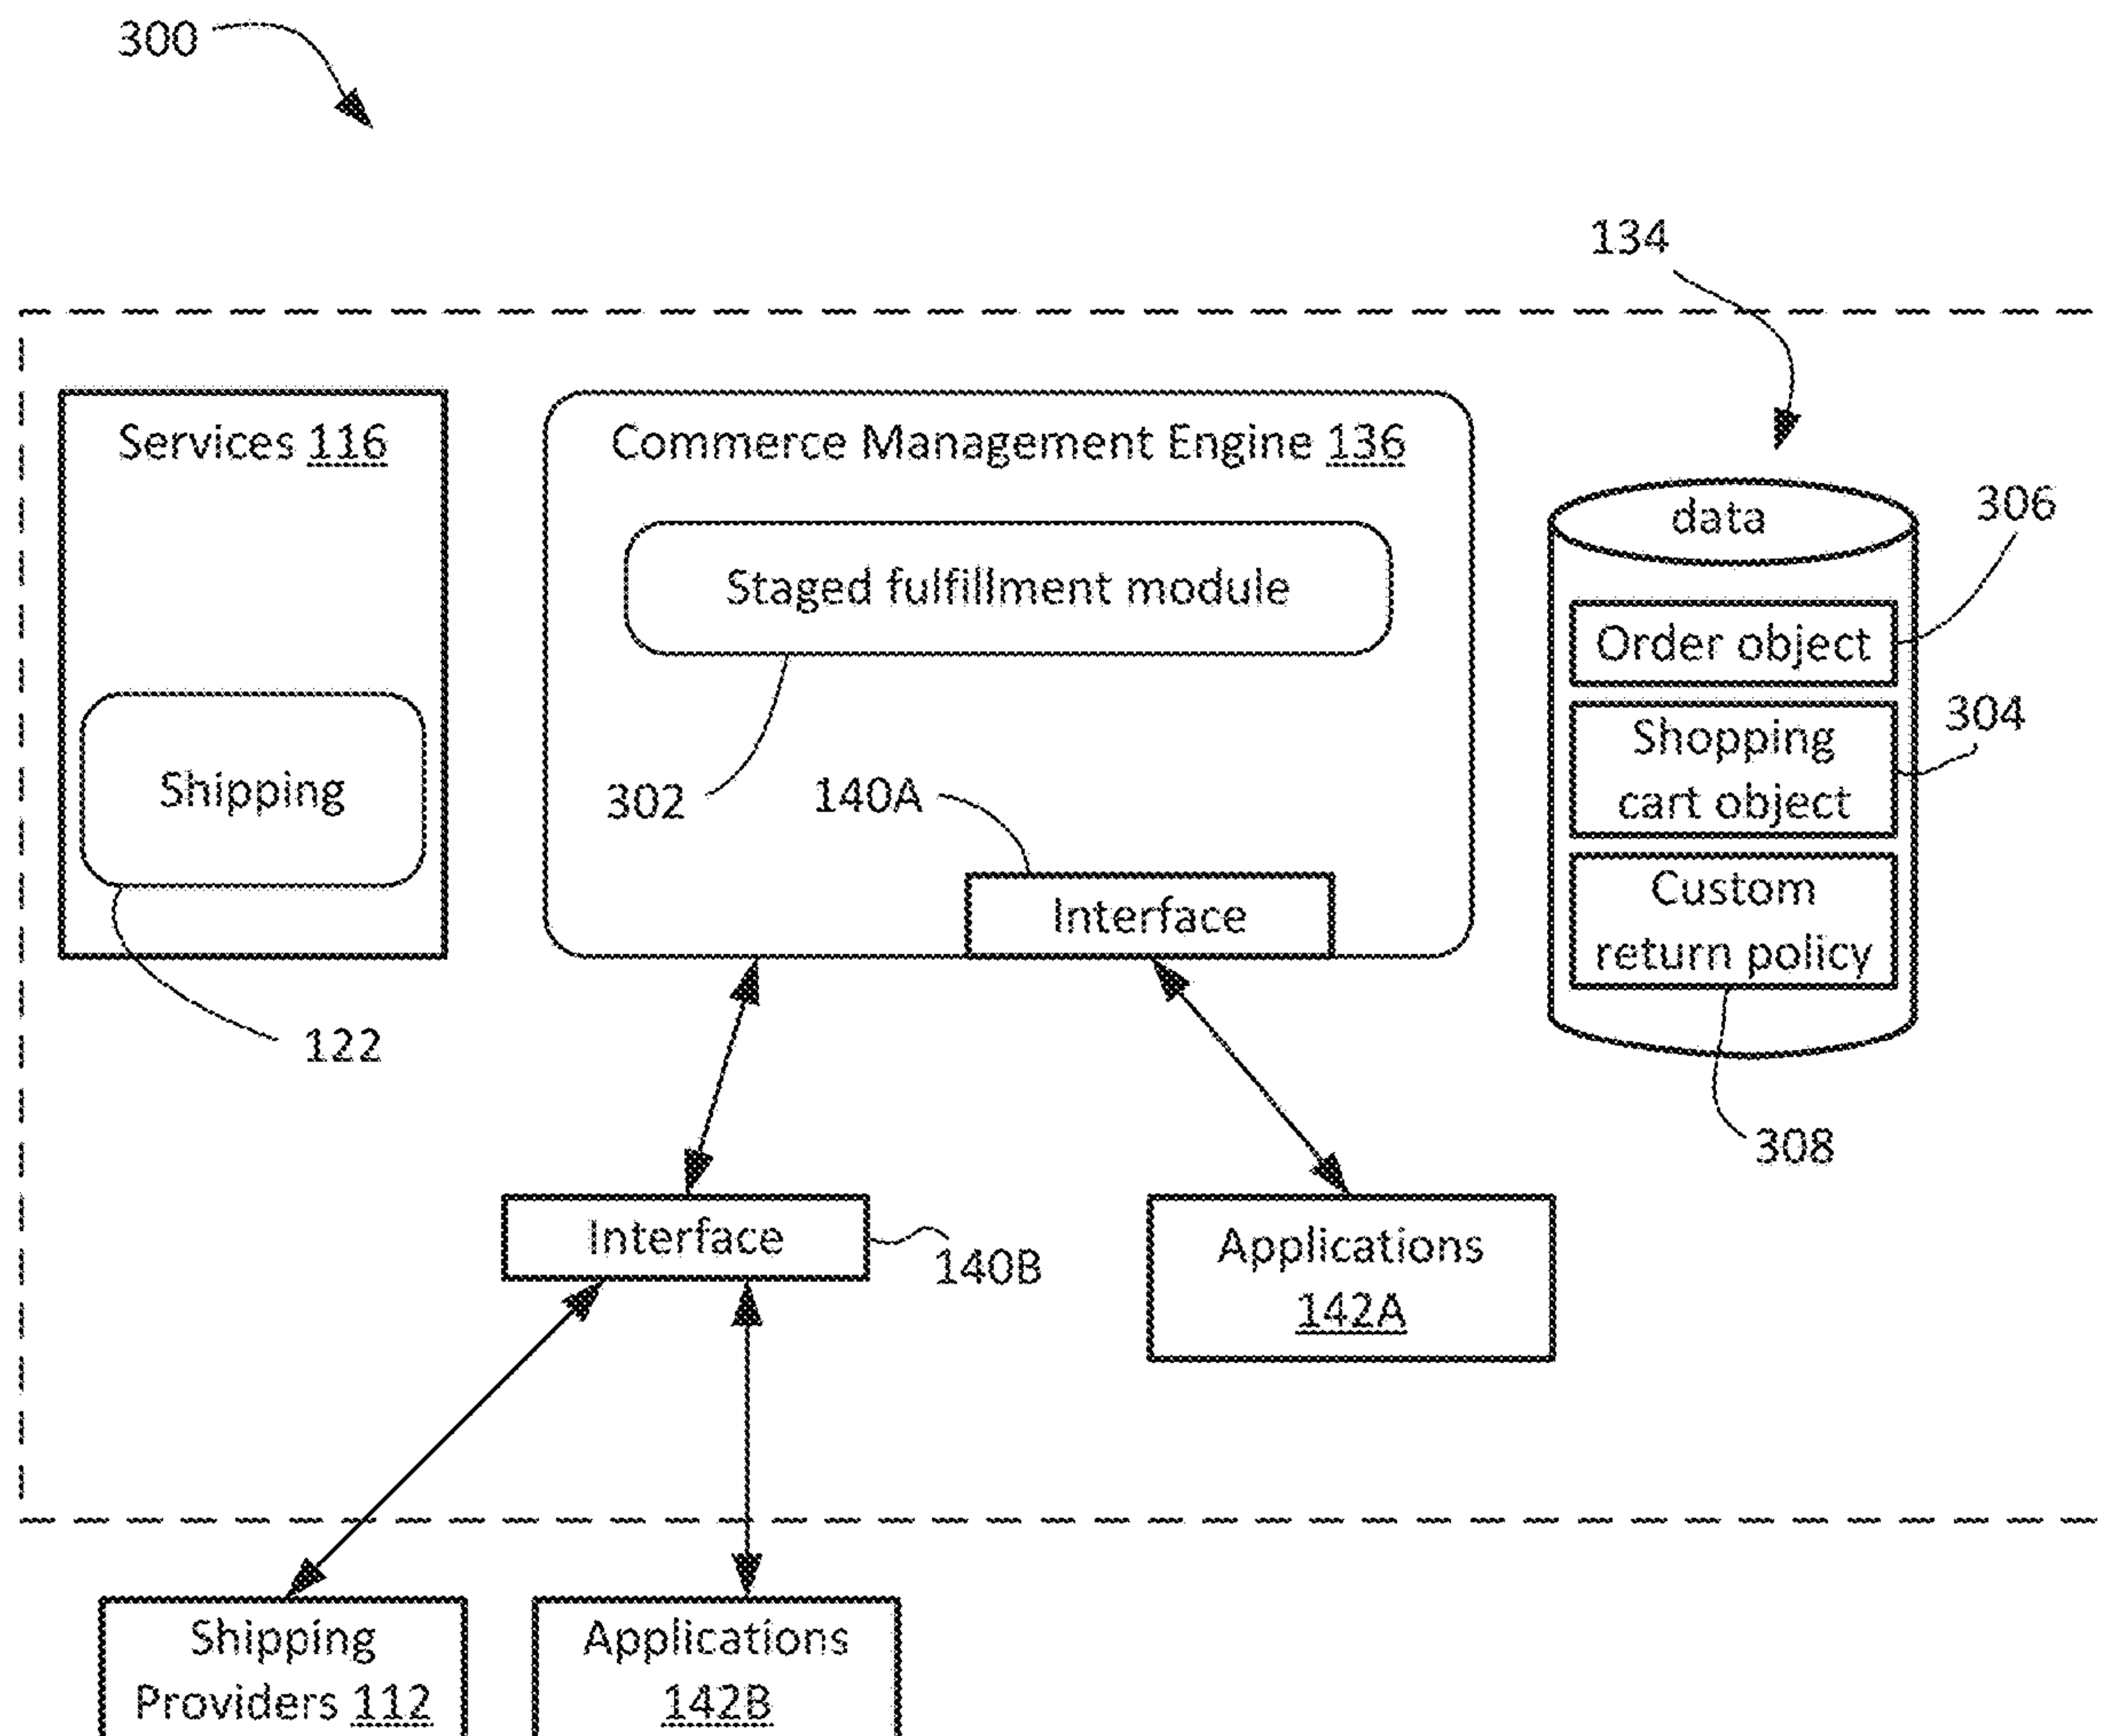 300
134
Services 116
Commerce Management Engine 136
data
306
Staged fulfillment module
Order object
304
Shopping
cart object
Shipping
302
140A
Interface
Custom
return policy
122
308
Interface
140B
Applications
142A
Shipping
Providers 112
Applications
142B